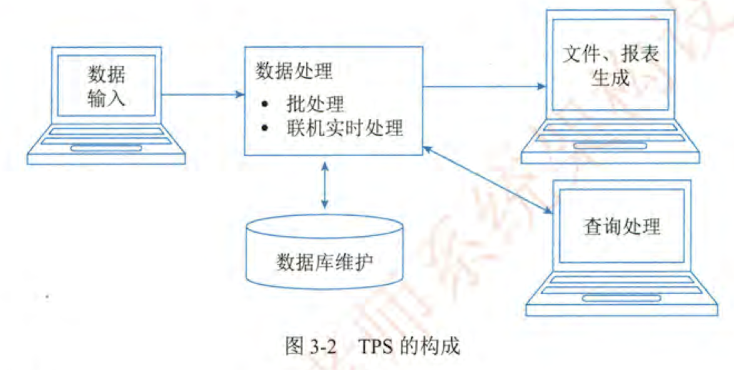 数据
输入
数据处理
• 批处理
• 联机实时处理
文件、报表
生成
查询处理
数据库维护
图 3-2 TPS 的构成